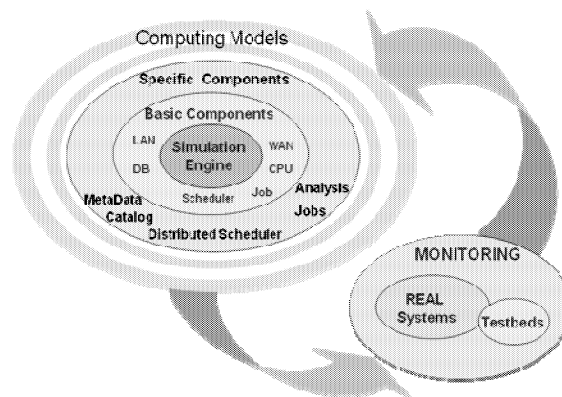 Computing Models
Specific Components
Basic Components
LAN
WAN
Simulation
Engine
DB
CPU
Job
Scheduler
Analysis
Jobs
MetaData
Catalog
Distributed Scheduler
MONITORING
REAL
Systems
Testbeds